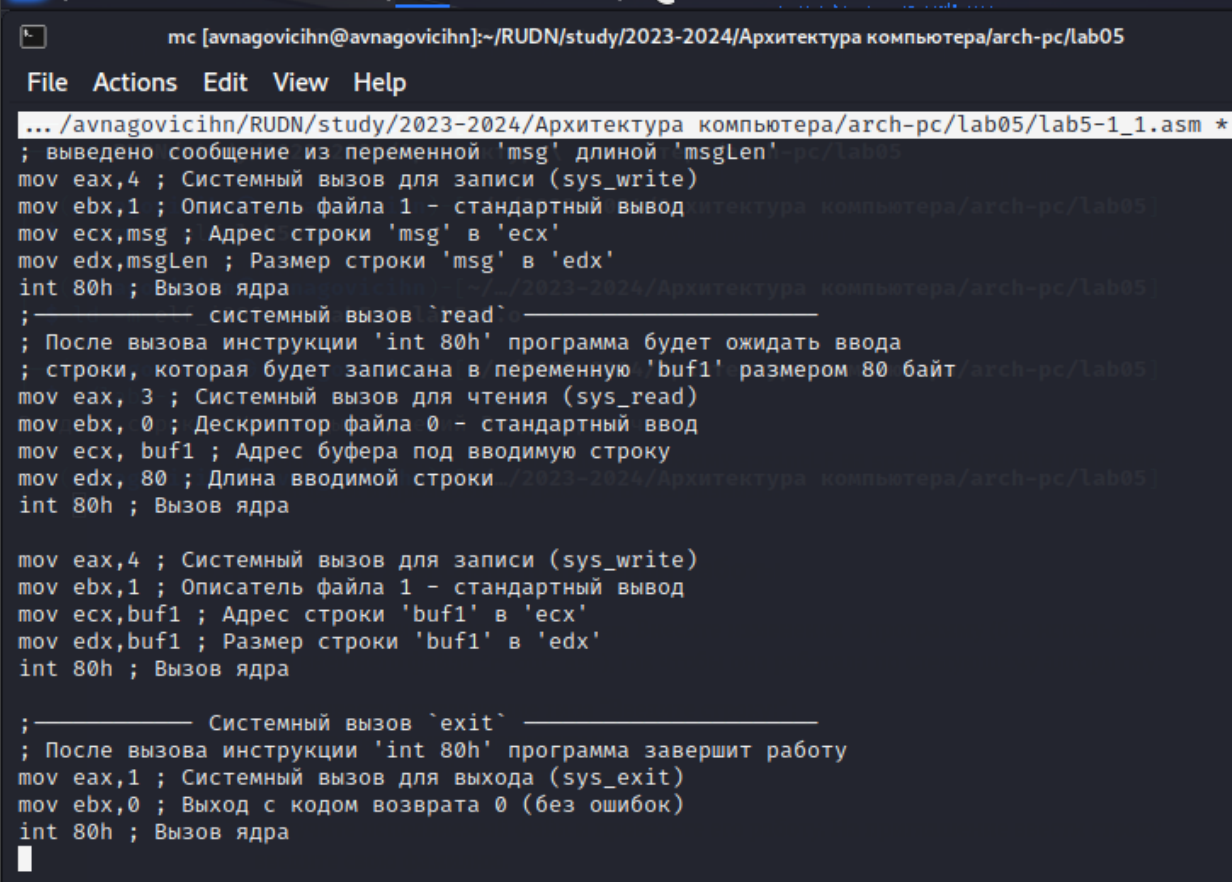 mc [avnagovicihn@avnagovicihn]:~/RUDN/study/2023-2024/Архитектура компьютера/arch-pc/lab05
File Actions Edit View Help
.../avnagovicihn/RUDN/study/2023-2024/Архитектура компьютера/arch-pc/lab05/lab5-1_1.asm *
; выведено сообщение из переменной 'msg' длиной 'msgLen'
mov eax,4 ; Системный вызов для записи (sys_write)
mov ebx,1 ; Описатель файла 1 - стандартный вывод
mov ecx,msg ; Адрес строки 'msg' в 'ecx'
mov edx,msgLen ; Размер строки 'msg' в 'edx'
int 80h ; Вызов ядра
;------------ системный вызов `read` ----------------------
; После вызова инструкции 'int 80h' программа будет ожидать ввода
; строки, которая будет записана в переменную 'buf1' размером 80 байт
mov eax, 3 ; Системный вызов для чтения (sys_read)
mov ebx, 0 ; Дескриптор файла 0 - стандартный ввод
mov ecx, buf1 ; Адрес буфера под вводимую строку
mov edx, 80 ; Длина вводимой строки
int 80h ; Вызов ядра
mov eax,4 ; Системный вызов для записи (sys_write)
mov ebx,1 ; Описатель файла 1 - стандартный вывод
mov ecx,buf1 ; Адрес строки 'buf1' в 'ecx'
mov edx,buf1 ; Размер строки 'buf1' в 'edx'
int 80h ; Вызов ядра
;------------ Системный вызов `exit` ----------------------
; После вызова инструкции 'int 80h' программа завершит работу
mov eax,1 ; Системный вызов для выхода (sys_exit)
mov ebx,0 ; Выход с кодом возврата 0 (без ошибок)
int 80h ; Вызов ядра